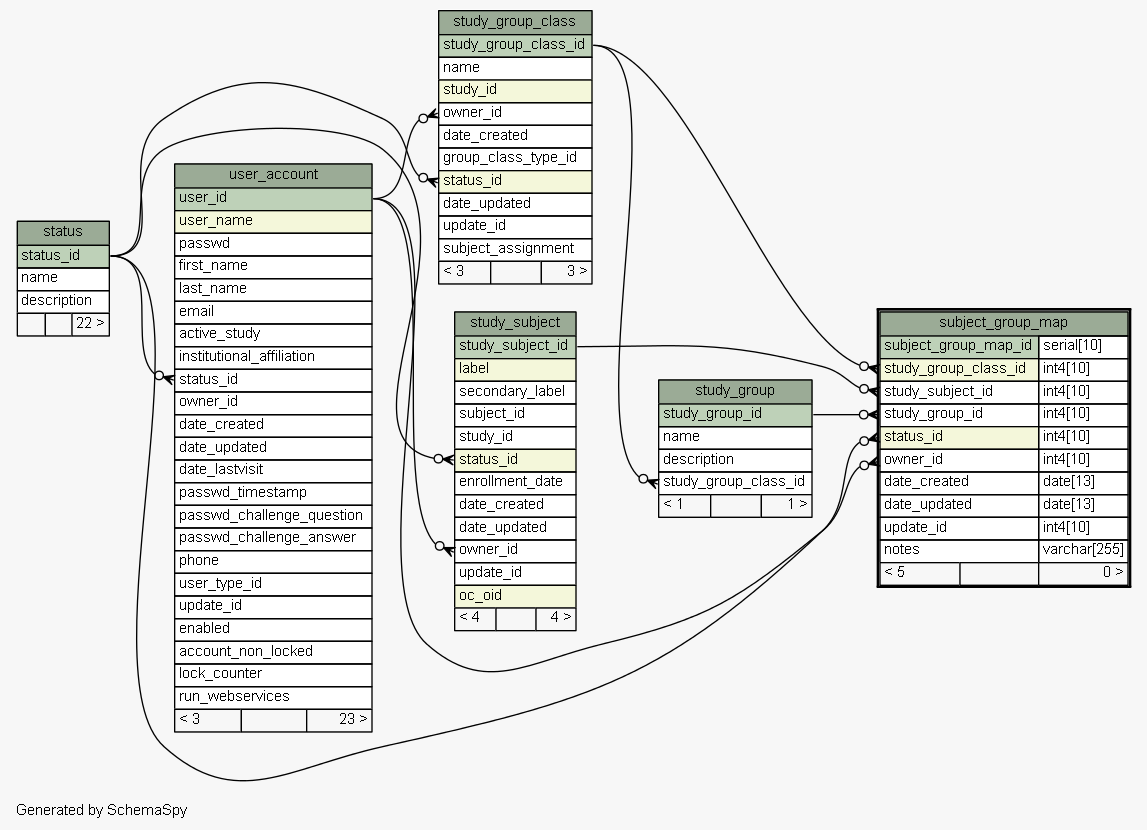 study_group_class
study_group_class_id
name
study_id
owner_id
date_created
group_class_type_id
status_id
date_updated
update_id
subject_assignment
< 3 3 >
user_account
user_id
user_name
passwd
first_name
last_name
email
active_study
institutional_affiliation
status_id
owner_id
date_created
date_updated
date_lastvisit
passwd_timestamp
passwd_challenge_question
passwd_challenge_answer
phone
user_type_id
update_id
enabled
account_non_locked
lock_counter
run_webservices
< 3 23 >
status
status_id
name
description
22 >
study_subject
study_subject_id
label
secondary_label
subject_id
study_id
status_id
enrollment_date
date_created
date_updated
owner_id
update_id
oc_oid
< 4 4 >
study_group
study_group_id
name
description
study_group_class_id
< 1 1 >
subject_group_map
subject_group_map_id serial[10]
study_group_class_id int4[10]
study_subject_id int4[10]
study_group_id int4[10]
status_id int4[10]
owner_id int4[10]
date_created date[13]
date_updated date[13]
update_id int4[10]
notes varchar[255]
< 5 0 >
Generated by SchemaSpy